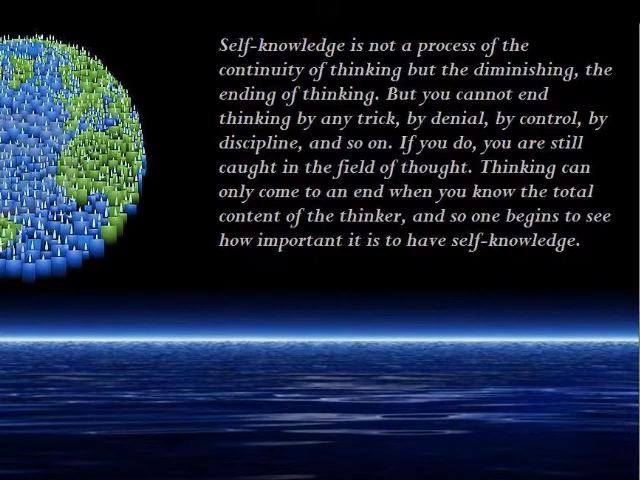 Self-knowledge is not a process of the
continuity of thinking but the diminishing, the
ending of thinking. But you cannot end
thinking by any trick, by denial, by control, by
discipline, and so on. If you do, you are still
caught in the field of thought. Thinking can
only come to an end when you know the total
content of the thinker, and so one begins to see
how important it is to have self-knowledge.